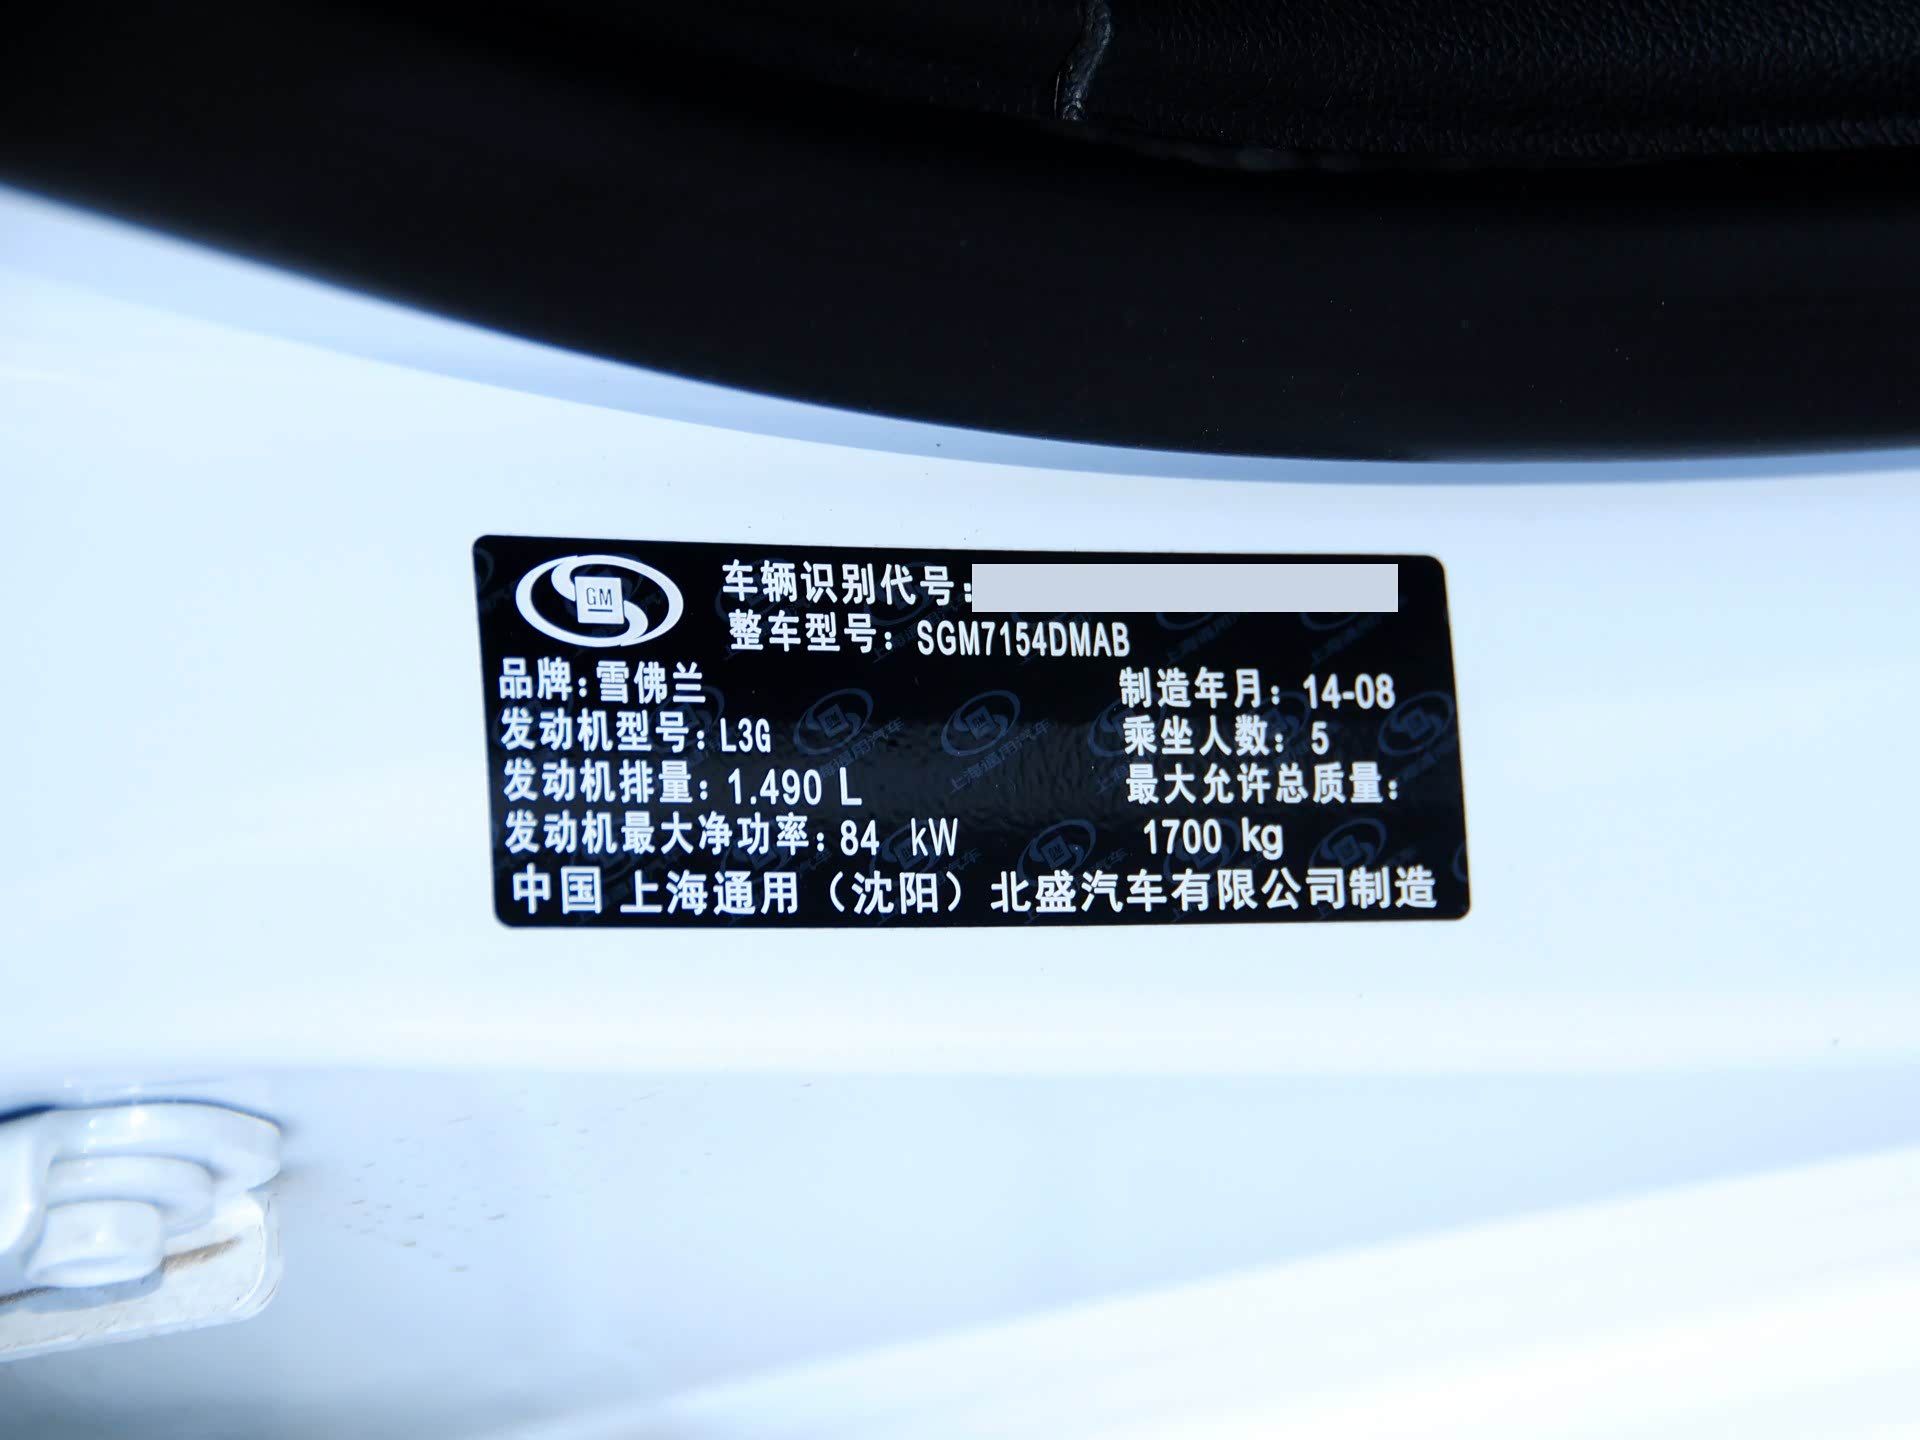 GM
车辆识别代号:
整车型号: SGM7154DMAB
品牌:雪佛兰
制造年月: 14-08
发动机型号:L3G
乘坐人数: 5
发动机排量: 1.490 L
最大允许总质量:
发动机最大净功率:84 kW
1700 kg
中国 上海通用（沈阳）北盛汽车有限公司制造